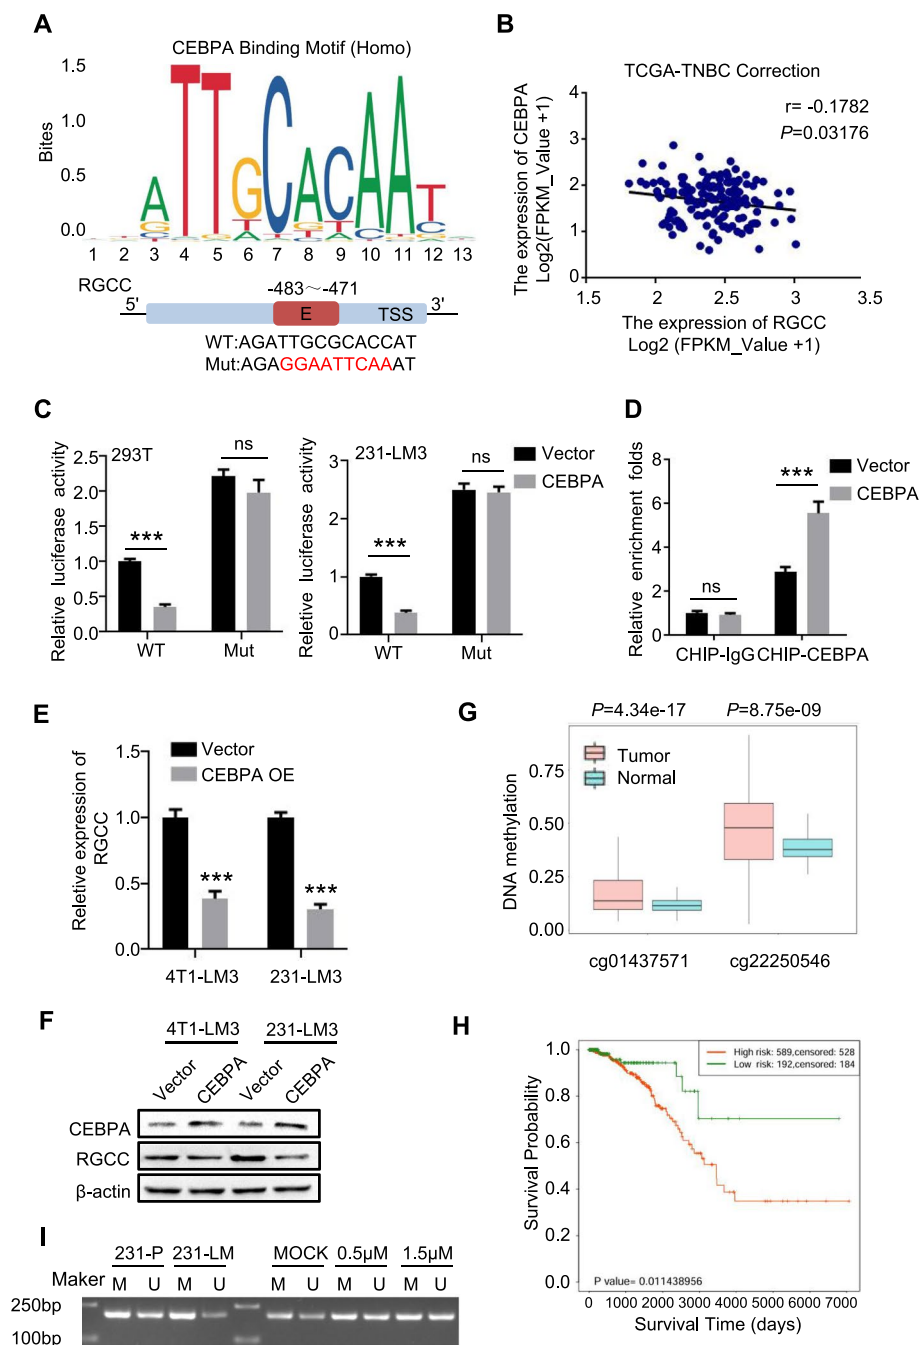 A
CEBPA Binding Motif (Homo)
Bites
1.5
1.0
0.5
0.0
1 2 3 4 5 6 7 8 9 10 11 12 13
RGCC
-483～-471
5'
E
TSS
3'
WT:AGATTGCGCACCAT
Mut:AGAGGAATTCAAAT
B
TCGA-TNBC Correction
r= -0.1782
P=0.03176
The expression of CEBPA
Log2(FPKM_Value +1)
4
3
2
1
0
1.5 2.0 2.5 3.0 3.5
The expression of RGCC
Log2 (FPKM_Value +1)
C
Relative luciferase activity
293T
2.5
2.0
1.5
1.0
0.5
0.0
***
ns
WT Mut
Relative luciferase activity
231-LM3
3
2
1
0
***
ns
WT Mut
Vector
CEBPA
D
Relative enrichment folds
8
6
4
2
0
ns
***
CHIP-IgG CHIP-CEBPA
Vector
CEBPA
E
Reletive expression of
RGCC
1.5
1.0
0.5
0.0
Vector
CEBPA OE
***
***
4T1-LM3 231-LM3
F
4T1-LM3 231-LM3
Vector CEBPA Vector CEBPA
CEBPA
RGCC
β-actin
G
P=4.34e-17 P=8.75e-09
DNA methylation
0.75
0.50
0.25
0.00
Tumor
Normal
cg01437571 cg22250546
H
Survival Probability
1.0
0.8
0.6
0.4
0.2
0.0
High risk: 589,censored: 528
Low risk: 192,censored: 184
P value= 0.011438956
0 1000 2000 3000 4000 5000 6000 7000
Survival Time (days)
I
231-P 231-LM MOCK 0.5μM 1.5μM
Maker M U M U M U M U M U
250bp
100bp